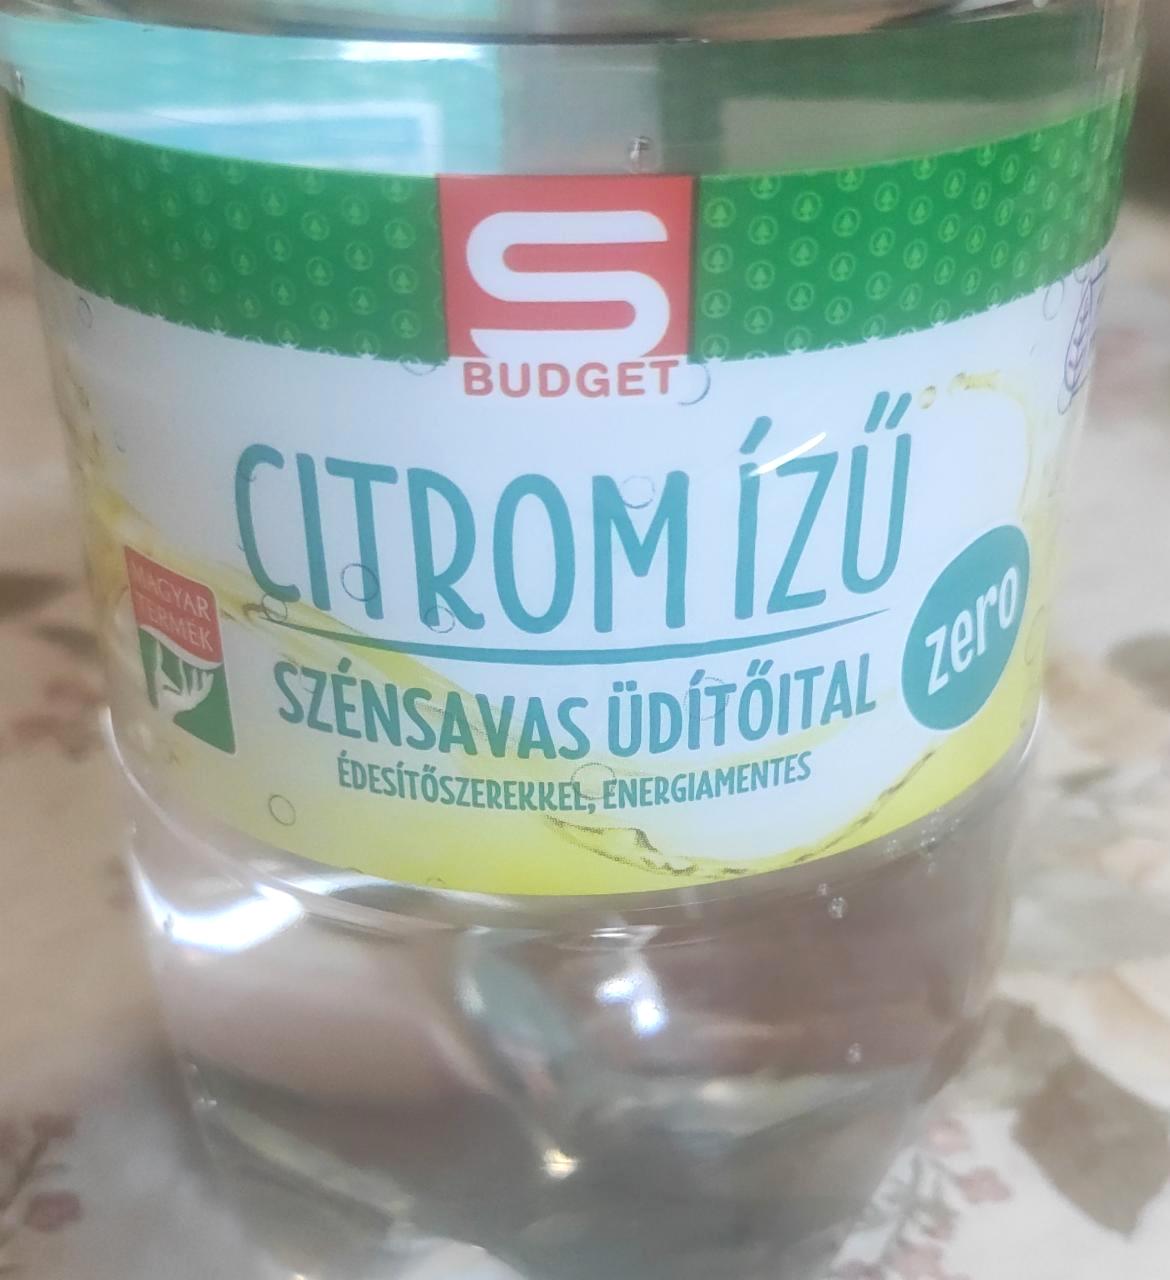 S
BUDGET
CITROM ÍZŰ
MAGYAR
TERMÉK
zero
SZÉNSAVAS ÜDÍTŐITAL
ÉDESÍTŐSZEREKKEL, ENERGIAMENTES